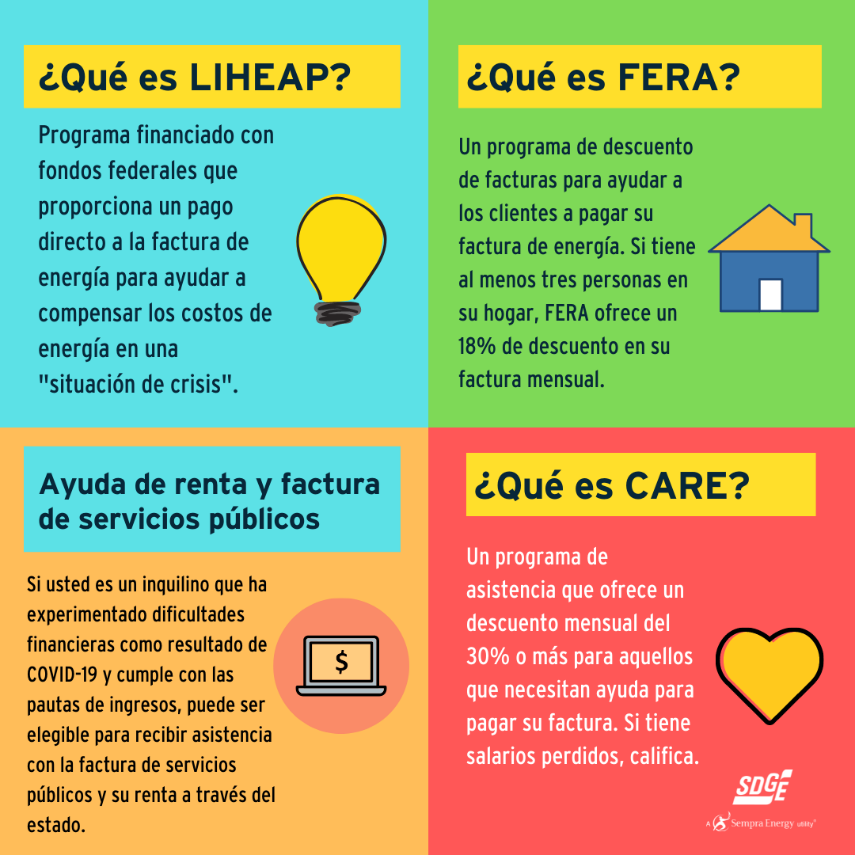 ¿Qué es LIHEAP?
Programa financiado con
fondos federales que
proporciona un pago
directo a la factura de
energía para ayudar a
compensar los costos de
energía en una
"situación de crisis".
¿Qué es FERA?
Un programa de descuento
de facturas para ayudar a
los clientes a pagar su
factura de energía. Si tiene
al menos tres personas en
su hogar, FERA ofrece un
18% de descuento en su
factura mensual.
Ayuda de renta y factura
de servicios públicos
Si usted es un inquilino que ha
experimentado dificultades
financieras como resultado de
COVID-19 y cumple con las
pautas de ingresos, puede ser
elegible para recibir asistencia
con la factura de servicios
públicos y su renta a través del
estado.
$
¿Qué es CARE?
Un programa de
asistencia que ofrece un
descuento mensual del
30% o más para aquellos
que necesitan ayuda para
pagar su factura. Si tiene
salarios perdidos, califica.
SDGE
A Sempra Energy utility®